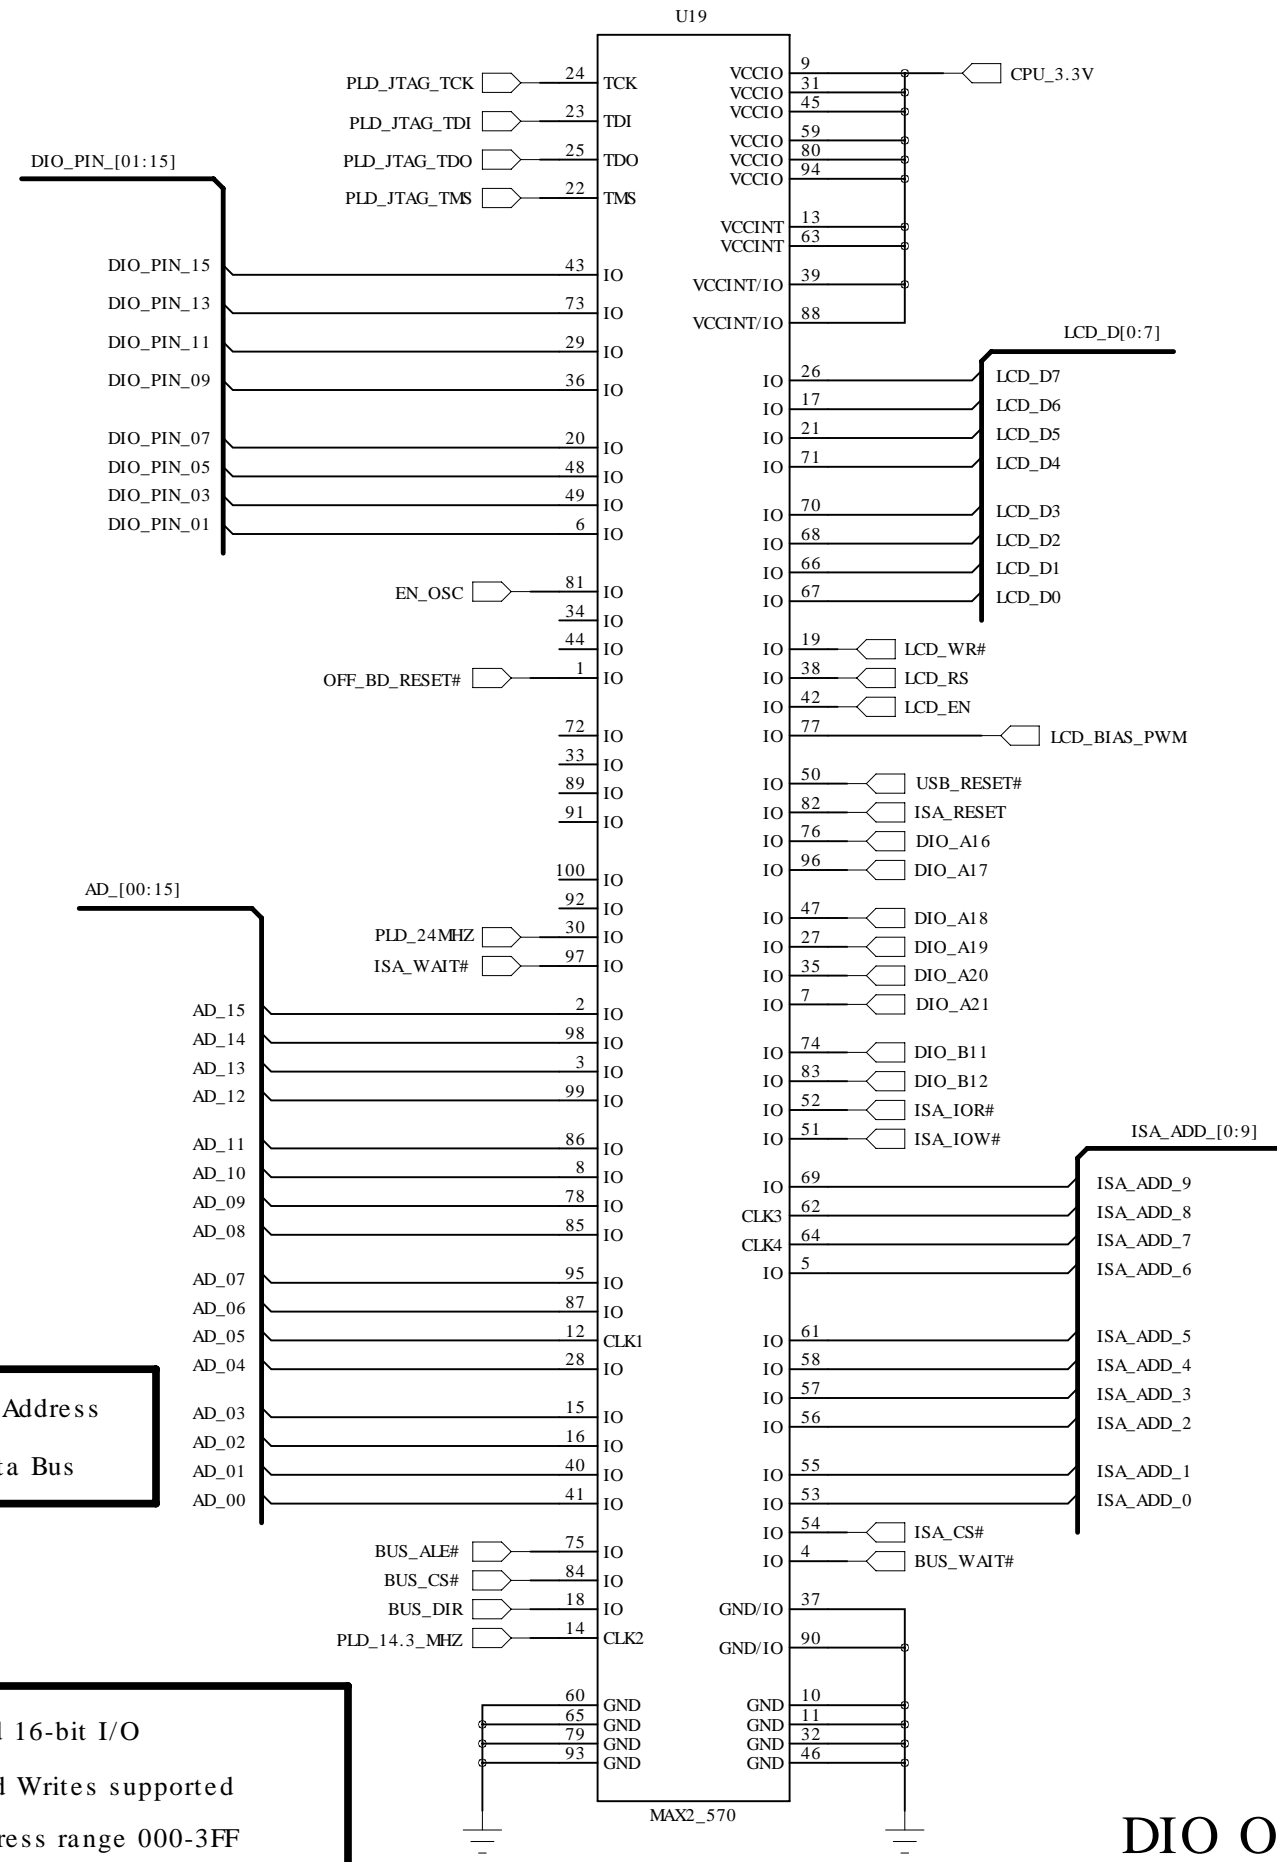 U19
PLD_JTAG_TCK 24 TCK
PLD_JTAG_TDI 23 TDI
PLD_JTAG_TDO 25 TDO
PLD_JTAG_TMS 22 TMS
DIO_PIN_[01:15]
DIO_PIN_15 43 IO
DIO_PIN_13 73 IO
DIO_PIN_11 29 IO
DIO_PIN_09 36 IO
DIO_PIN_07 20 IO
DIO_PIN_05 48 IO
DIO_PIN_03 49 IO
DIO_PIN_01 6 IO
EN_OSC 81 IO
34 IO
44 IO
OFF_BD_RESET# 1 IO
72 IO
33 IO
89 IO
91 IO
100 IO
92 IO
PLD_24MHZ 30 IO
ISA_WAIT# 97 IO
AD_[00:15]
AD_15 2 IO
AD_14 98 IO
AD_13 3 IO
AD_12 99 IO
AD_11 86 IO
AD_10 8 IO
AD_09 78 IO
AD_08 85 IO
AD_07 95 IO
AD_06 87 IO
AD_05 12 CLK1
AD_04 28 IO
AD_03 15 IO
AD_02 16 IO
AD_01 40 IO
AD_00 41 IO
BUS_ALE# 75 IO
BUS_CS# 84 IO
BUS_DIR 18 IO
PLD_14.3_MHZ 14 CLK2
60 GND
65 GND
79 GND
93 GND
VCCIO 9 CPU_3.3V
VCCIO 31
VCCIO 45
VCCIO 59
VCCIO 80
VCCIO 94
VCCINT 13
VCCINT 63
VCCINT/IO 39
VCCINT/IO 88
LCD_D[0:7]
IO 26 LCD_D7
IO 17 LCD_D6
IO 21 LCD_D5
IO 71 LCD_D4
IO 70 LCD_D3
IO 68 LCD_D2
IO 66 LCD_D1
IO 67 LCD_D0
IO 19 LCD_WR#
IO 38 LCD_RS
IO 42 LCD_EN
IO 77 LCD_BIAS_PWM
IO 50 USB_RESET#
IO 82 ISA_RESET
IO 76 DIO_A16
IO 96 DIO_A17
IO 47 DIO_A18
IO 27 DIO_A19
IO 35 DIO_A20
IO 7 DIO_A21
IO 74 DIO_B11
IO 83 DIO_B12
IO 52 ISA_IOR#
IO 51 ISA_IOW#
ISA_ADD_[0:9]
IO 69 ISA_ADD_9
CLK3 62 ISA_ADD_8
CLK4 64 ISA_ADD_7
IO 5 ISA_ADD_6
IO 61 ISA_ADD_5
IO 58 ISA_ADD_4
IO 57 ISA_ADD_3
IO 56 ISA_ADD_2
IO 55 ISA_ADD_1
IO 53 ISA_ADD_0
IO 54 ISA_CS#
IO 4 BUS_WAIT#
GND/IO 37
GND/IO 90
GND 10
GND 11
GND 32
GND 46
MAX2_570
Address
Bus
16-bit I/O
Writes supported
range 000-3FF
DIO